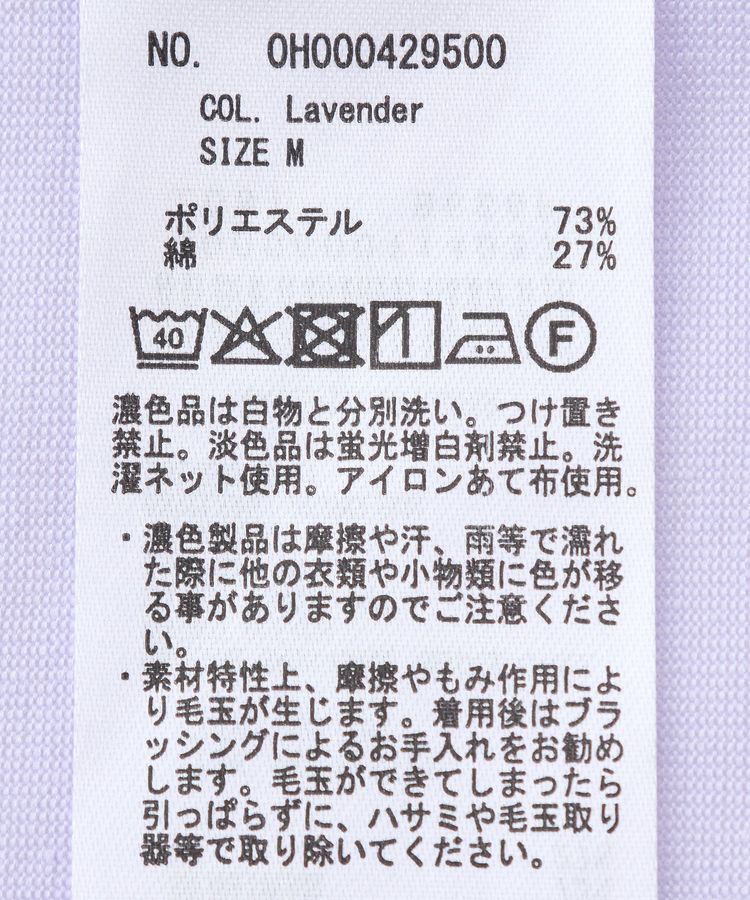 NO. 0H000429500
COL. Lavender
SIZE M
ポリエステル 73%
綿 27%
40 F
濃色品は白物と分別洗い。つけ置き
禁止。淡色品は蛍光増白剤禁止。洗
濯ネット使用。アイロンあて布使用。
・濃色製品は摩擦や汗、雨等で濡れ
た際に他の衣類や小物類に色が移
る事がありますのでご注意くださ
い。
・素材特性上、摩擦やもみ作用によ
り毛玉が生じます。着用後はブラ
ッシングによるお手入れをお勧め
します。毛玉ができてしまったら
引っぱらずに、ハサミや毛玉取り
器等で取り除いてください。